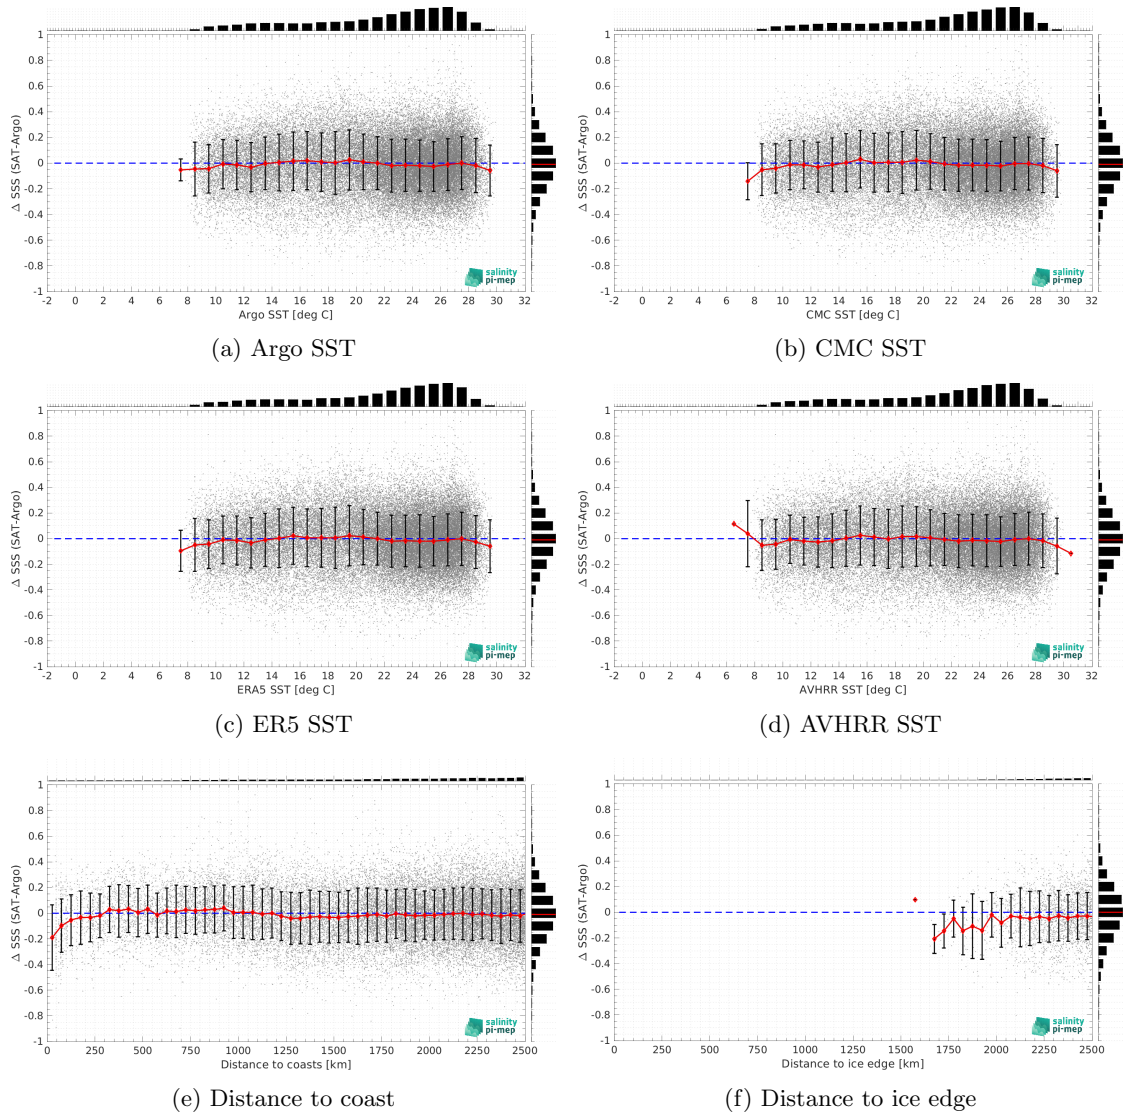 1
0.8
0.6
0.4
0.2
0
-0.2
-0.4
-0.6
-0.8
-1
Δ SSS (SAT-Argo)
salinity
pi-mep
-2 0 2 4 6 8 10 12 14 16 18 20 22 24 26 28 30 32
Argo SST [deg C]
(a) Argo SST
1
0.8
0.6
0.4
0.2
0
-0.2
-0.4
-0.6
-0.8
-1
Δ SSS (SAT-Argo)
salinity
pi-mep
-2 0 2 4 6 8 10 12 14 16 18 20 22 24 26 28 30 32
CMC SST [deg C]
(b) CMC SST
1
0.8
0.6
0.4
0.2
0
-0.2
-0.4
-0.6
-0.8
-1
Δ SSS (SAT-Argo)
salinity
pi-mep
-2 0 2 4 6 8 10 12 14 16 18 20 22 24 26 28 30 32
ERA5 SST [deg C]
(c) ER5 SST
1
0.8
0.6
0.4
0.2
0
-0.2
-0.4
-0.6
-0.8
-1
Δ SSS (SAT-Argo)
salinity
pi-mep
-2 0 2 4 6 8 10 12 14 16 18 20 22 24 26 28 30 32
AVHRR SST [deg C]
(d) AVHRR SST
1
0.8
0.6
0.4
0.2
0
-0.2
-0.4
-0.6
-0.8
-1
Δ SSS (SAT-Argo)
salinity
pi-mep
0 250 500 750 1000 1250 1500 1750 2000 2250 2500
Distance to coasts [km]
(e) Distance to coast
1
0.8
0.6
0.4
0.2
0
-0.2
-0.4
-0.6
-0.8
-1
Δ SSS (SAT-Argo)
salinity
pi-mep
0 250 500 750 1000 1250 1500 1750 2000 2250 2500
Distance to ice edge [km]
(f) Distance to ice edge